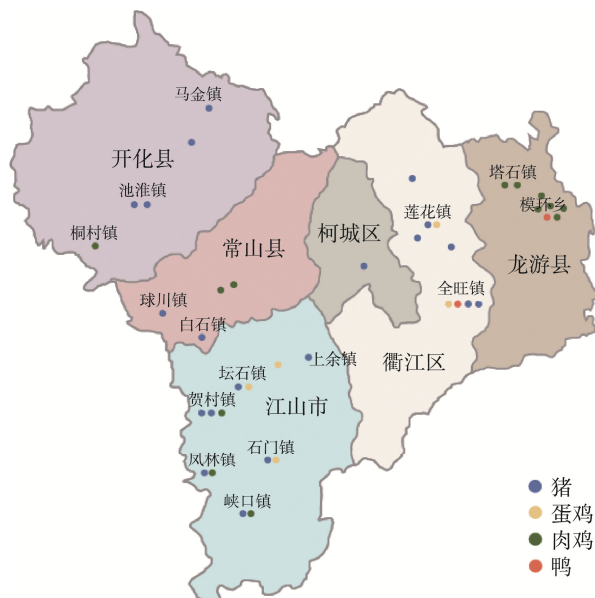 马金镇
开化县
池淮镇
桐村镇
塔石镇
模环乡
莲花镇
柯城区
常山县
龙游县
全旺镇
球川镇
白石镇
上余镇
衢江区
坛石镇
贺村镇
江山市
石门镇
凤林镇
峡口镇
猪
蛋鸡
肉鸡
鸭